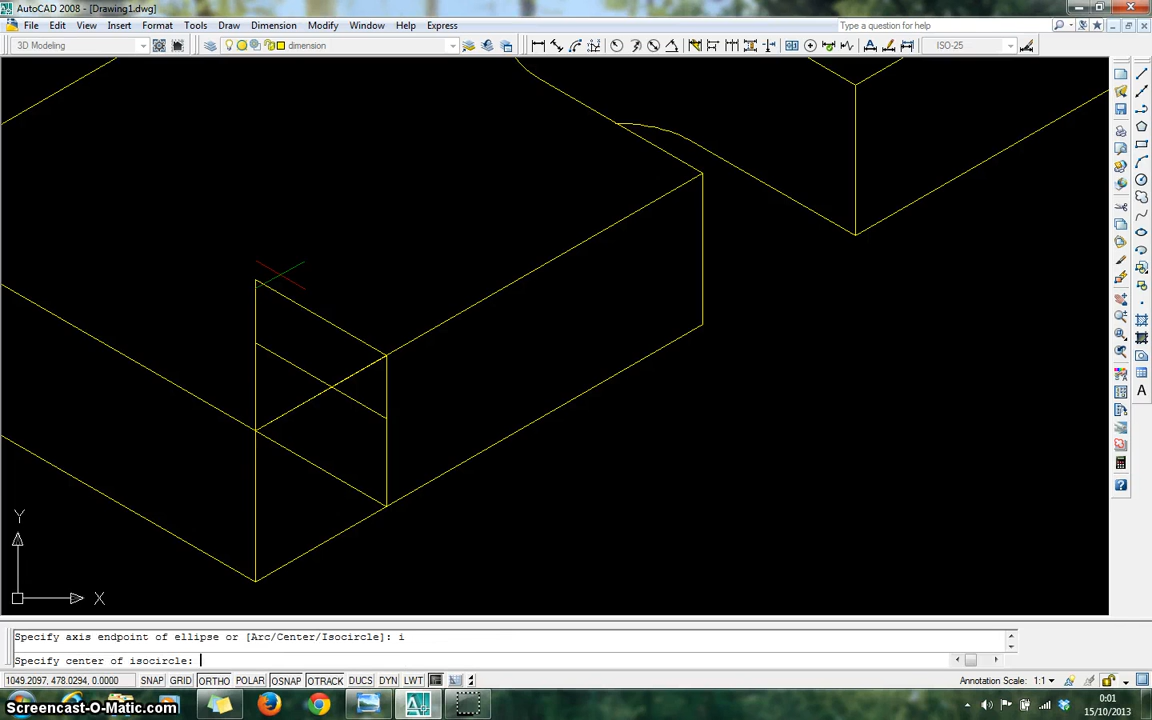 AutoCAD 2008 - [Drawing1.dwg]
File Edit View Insert Format Tools Draw Dimension Modify Window Help Express
Type a question for help
3D Modeling
dimension
ISO-25
A
Y
X
Specify axis endpoint of ellipse or [Arc/Center/Isocircle]: i
Specify center of isocircle:
1049.2097, 478.0294, 0.0000 SNAP GRID ORTHO POLAR OSNAP OTRACK DUCS DYN LWT
Annotation Scale: 1:1
Screencast-O-Matic.com
0:01
15/10/2013